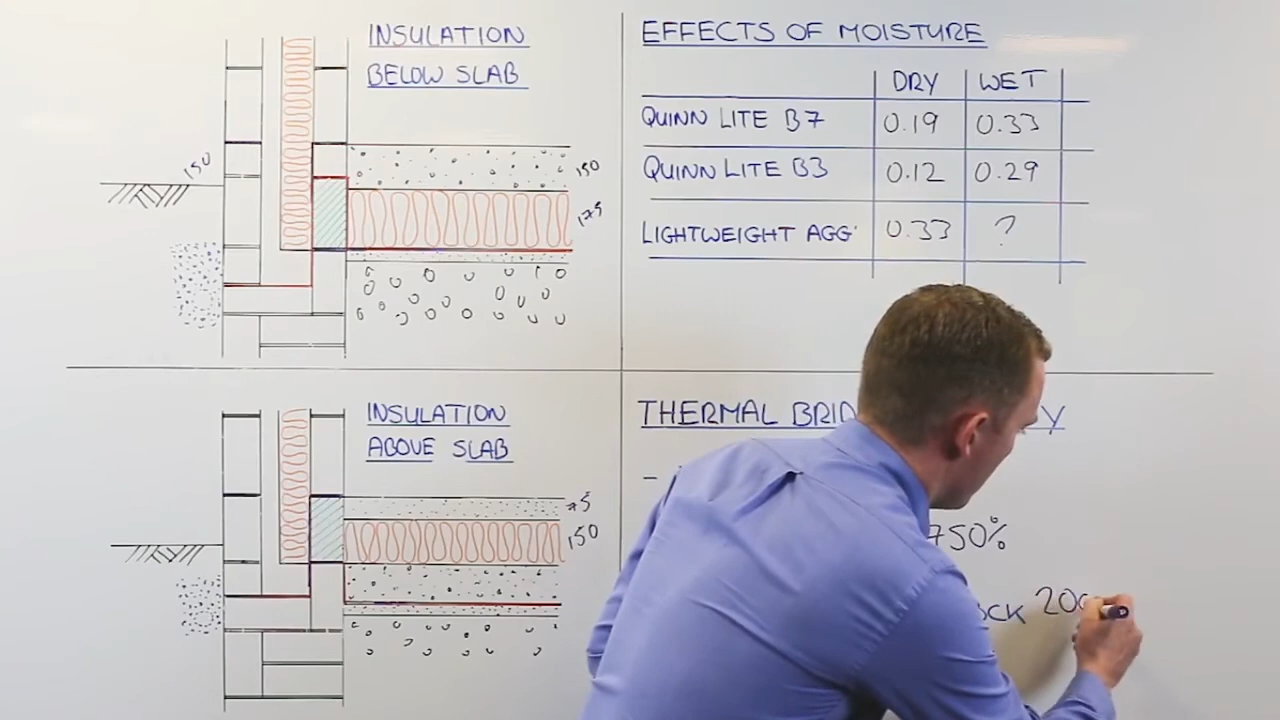 INSULATION
BELOW SLAB
150
150
175
EFFECTS OF MOISTURE
DRY WET
QUINN LITE B7 0.19 0.33
QUINN LITE B3 0.12 0.29
LIGHTWEIGHT AGG' 0.33 ?
INSULATION
ABOVE SLAB
75
150
THERMAL
-
750%